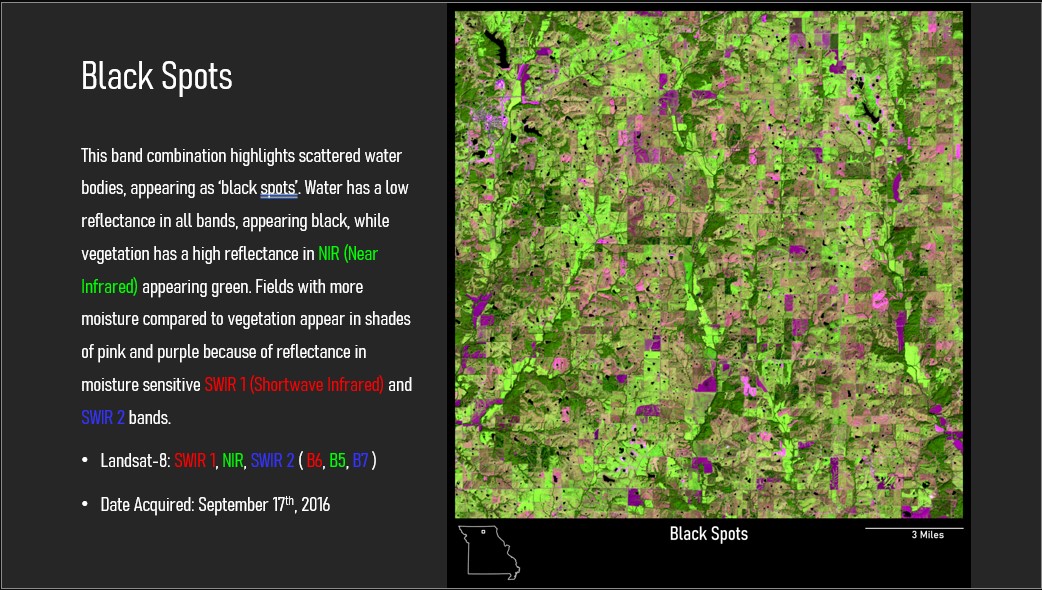 Black Spots
This band combination highlights scattered water
bodies, appearing as ‘black spots’. Water has a low
reflectance in all bands, appearing black, while
vegetation has a high reflectance in NIR (Near
Infrared) appearing green. Fields with more
moisture compared to vegetation appear in shades
of pink and purple because of reflectance in
moisture sensitive SWIR 1 (Shortwave Infrared) and
SWIR 2 bands.
• Landsat-8: SWIR 1, NIR, SWIR 2 ( B6, B5, B7 )
• Date Acquired: September 17th, 2016
Black Spots
3 Miles